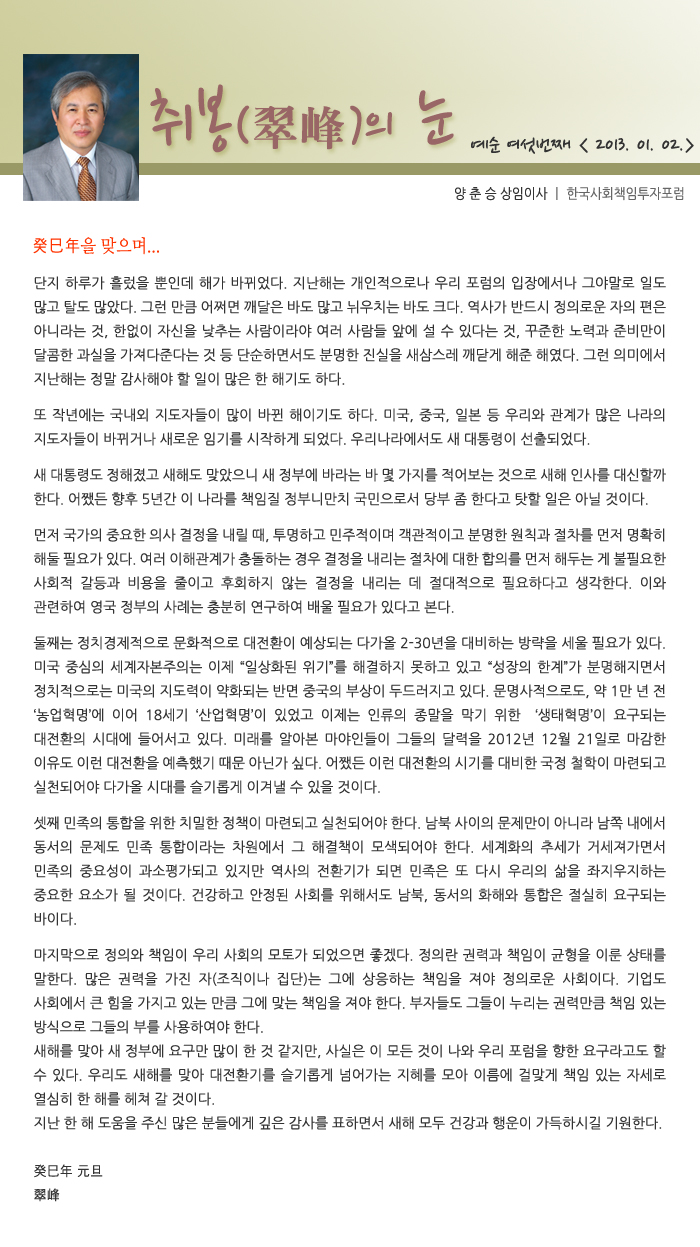 취봉(翠峰)의 눈
예순 여섯번째 < 2013. 01. 02.>
양 춘 승 상임이사 | 한국사회책임투자포럼
癸巳年을 맞으며...
단지 하루가 흘렀을 뿐인데 해가 바뀌었다. 지난해는 개인적으로나 우리 포럼의 입장에서나 그야말로 일도
많고 탈도 많았다. 그런 만큼 어쩌면 깨달은 바도 많고 뉘우치는 바도 크다. 역사가 반드시 정의로운 자의 편은
아니라는 것, 한없이 자신을 낮추는 사람이라야 여러 사람들 앞에 설 수 있다는 것, 꾸준한 노력과 준비만이
달콤한 과실을 가져다준다는 것 등 단순하면서도 분명한 진실을 새삼스레 깨닫게 해준 해였다. 그런 의미에서
지난해는 정말 감사해야 할 일이 많은 한 해기도 하다.
또 작년에는 국내외 지도자들이 많이 바뀐 해이기도 하다. 미국, 중국, 일본 등 우리와 관계가 많은 나라의
지도자들이 바뀌거나 새로운 임기를 시작하게 되었다. 우리나라에서도 새 대통령이 선출되었다.
새 대통령도 정해졌고 새해도 맞았으니 새 정부에 바라는 바 몇 가지를 적어보는 것으로 새해 인사를 대신할까
한다. 어쨌든 향후 5년간 이 나라를 책임질 정부니만치 국민으로서 당부 좀 한다고 탓할 일은 아닐 것이다.
먼저 국가의 중요한 의사 결정을 내릴 때, 투명하고 민주적이며 객관적이고 분명한 원칙과 절차를 먼저 명확히
해둘 필요가 있다. 여러 이해관계가 충돌하는 경우 결정을 내리는 절차에 대한 합의를 먼저 해두는 게 불필요한
사회적 갈등과 비용을 줄이고 후회하지 않는 결정을 내리는 데 절대적으로 필요하다고 생각한다. 이와
관련하여 영국 정부의 사례는 충분히 연구하여 배울 필요가 있다고 본다.
둘째는 정치경제적으로 문화적으로 대전환이 예상되는 다가올 2-30년을 대비하는 방략을 세울 필요가 있다.
미국 중심의 세계자본주의는 이제 “일상화된 위기”를 해결하지 못하고 있고 “성장의 한계”가 분명해지면서
정치적으로는 미국의 지도력이 약화되는 반면 중국의 부상이 두드러지고 있다. 문명사적으로도, 약 1만 년 전
‘농업혁명’에 이어 18세기 ‘산업혁명’이 있었고 이제는 인류의 종말을 막기 위한 ‘생태혁명’이 요구되는
대전환의 시대에 들어서고 있다. 미래를 알아본 마야인들이 그들의 달력을 2012년 12월 21일로 마감한
이유도 이런 대전환을 예측했기 때문 아닌가 싶다. 어쨌든 이런 대전환의 시기를 대비한 국정 철학이 마련되고
실천되어야 다가올 시대를 슬기롭게 이겨낼 수 있을 것이다.
셋째 민족의 통합을 위한 치밀한 정책이 마련되고 실천되어야 한다. 남북 사이의 문제만이 아니라 남쪽 내에서
동서의 문제도 민족 통합이라는 차원에서 그 해결책이 모색되어야 한다. 세계화의 추세가 거세져가면서
민족의 중요성이 과소평가되고 있지만 역사의 전환기가 되면 민족은 또 다시 우리의 삶을 좌지우지하는
중요한 요소가 될 것이다. 건강하고 안정된 사회를 위해서도 남북, 동서의 화해와 통합은 절실히 요구되는
바이다.
마지막으로 정의와 책임이 우리 사회의 모토가 되었으면 좋겠다. 정의란 권력과 책임이 균형을 이룬 상태를
말한다. 많은 권력을 가진 자(조직이나 집단)는 그에 상응하는 책임을 져야 정의로운 사회이다. 기업도
사회에서 큰 힘을 가지고 있는 만큼 그에 맞는 책임을 져야 한다. 부자들도 그들이 누리는 권력만큼 책임 있는
방식으로 그들의 부를 사용하여야 한다.
새해를 맞아 새 정부에 요구만 많이 한 것 같지만, 사실은 이 모든 것이 나와 우리 포럼을 향한 요구라고도 할
수 있다. 우리도 새해를 맞아 대전환기를 슬기롭게 넘어가는 지혜를 모아 이름에 걸맞게 책임 있는 자세로
열심히 한 해를 헤쳐 갈 것이다.
지난 한 해 도움을 주신 많은 분들에게 깊은 감사를 표하면서 새해 모두 건강과 행운이 가득하시길 기원한다.
癸巳年 元旦
翠峰